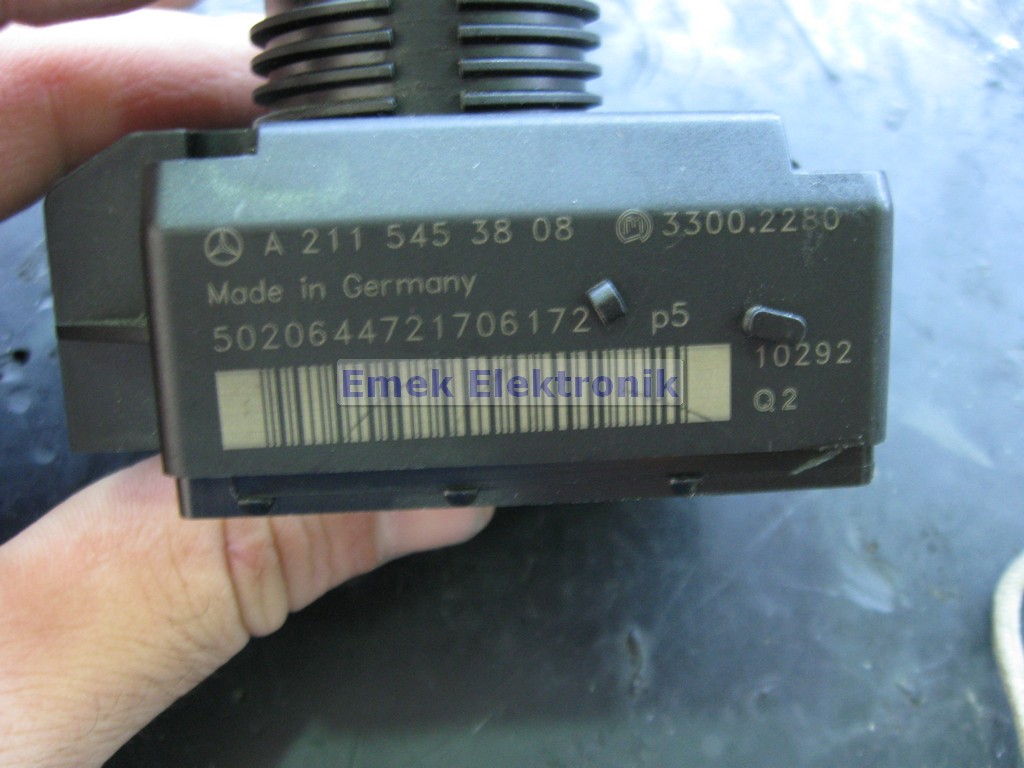 A 211 545 38 08 3300.2280
Made in Germany
5020644721706172 p5
10292
Emek Elektronik
Q2